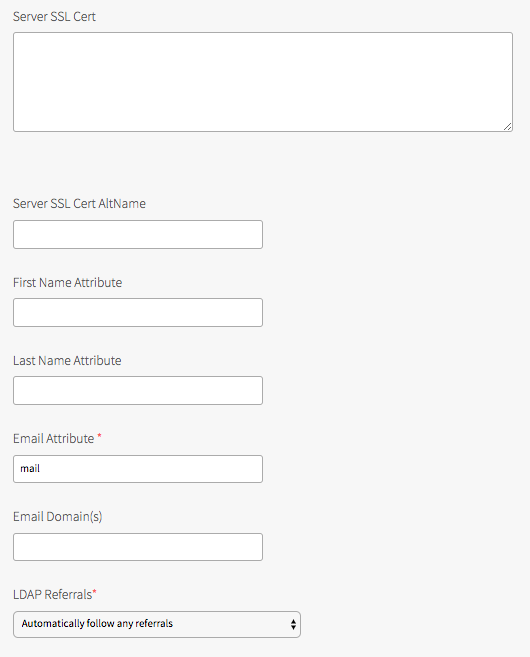 Server SSL Cert
Server SSL Cert AltName
First Name Attribute
Last Name Attribute
Email Attribute *
mail
Email Domain(s)
LDAP Referrals*
Automatically follow any referrals